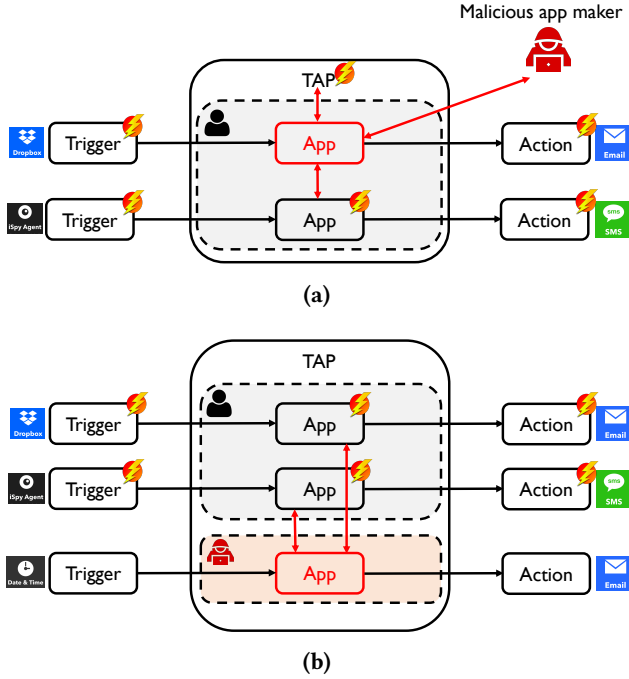 Malicious app maker
TAP
Dropbox
Trigger
App
Action
Email
iSpy Agent
Trigger
App
Action
sms
SMS
(a)
TAP
Dropbox
Trigger
App
Action
Email
iSpy Agent
Trigger
App
Action
sms
SMS
Date & Time
Trigger
App
Action
Email
(b)